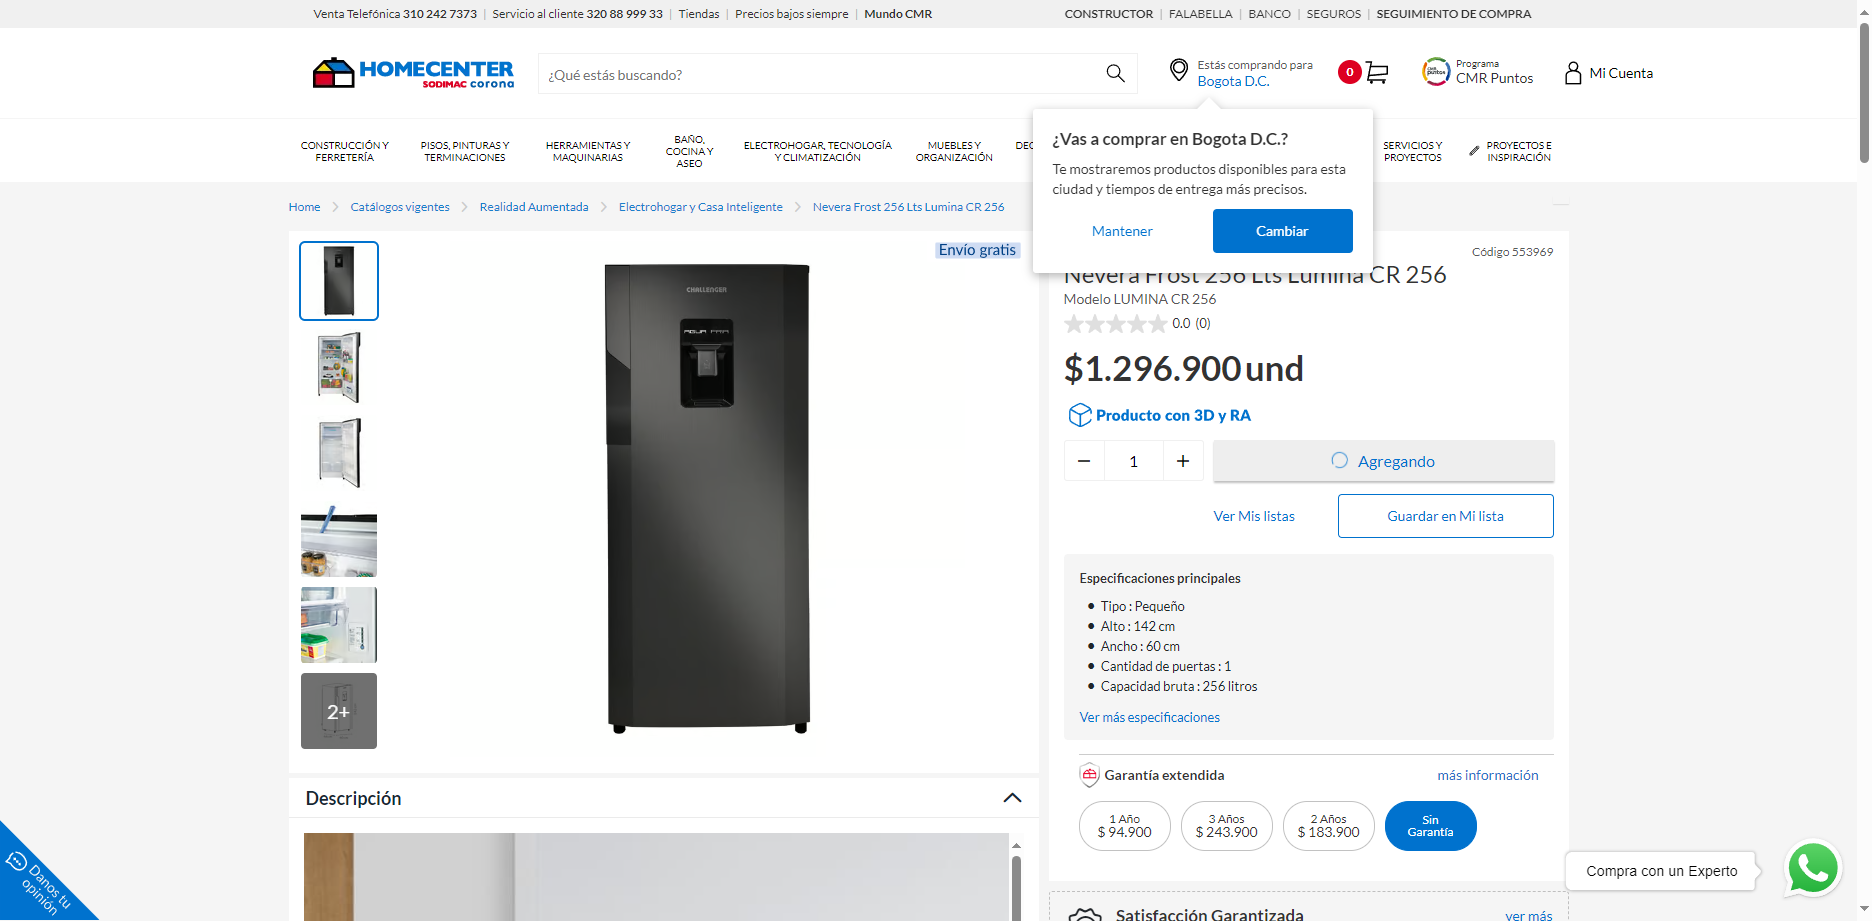 Venta Telefónica 310 242 7373 | Servicio al cliente 320 88 999 33 | Tiendas | Precios bajos siempre | Mundo CMR
CONSTRUCTOR | FALABELLA | BANCO | SEGUROS | SEGUIMIENTO DE COMPRA
HOMECENTER
SODIMAC corona
¿Qué estás buscando?
Estás comprando para
Bogota D.C.
0
Programa
CMR Puntos
Mi Cuenta
CONSTRUCCIÓN Y
FERRETERÍA
PISOS, PINTURAS Y
TERMINACIONES
HERRAMIENTAS Y
MAQUINARIAS
BAÑO,
COCINA Y
ASEO
ELECTROHOGAR, TECNOLOGÍA
Y CLIMATIZACIÓN
MUEBLES Y
ORGANIZACIÓN
DEC
SERVICIOS Y
PROYECTOS
PROYECTOS E
INSPIRACIÓN
¿Vas a comprar en Bogota D.C.?
Te mostraremos productos disponibles para esta
ciudad y tiempos de entrega más precisos.
Mantener
Cambiar
Home
Catálogos vigentes
Realidad Aumentada
Electrohogar y Casa Inteligente
Nevera Frost 256 Lts Lumina CR 256
Envío gratis
CHALLENGER
AGUA FRIA
2+
Código 553969
Nevera Frost 256 Lts Lumina CR 256
Modelo LUMINA CR 256
0.0 (0)
$1.296.900 und
Producto con 3D y RA
1
Agregando
Ver Mis listas
Guardar en Mi lista
Especificaciones principales
Tipo : Pequeño
Alto : 142 cm
Ancho : 60 cm
Cantidad de puertas : 1
Capacidad bruta : 256 litros
Ver más especificaciones
Garantía extendida
más información
1 Año
$ 94.900
3 Años
$ 243.900
2 Años
$ 183.900
Sin
Garantía
Descripción
Danos tu
opinión
Compra con un Experto
Satisfacción Garantizada
ver más